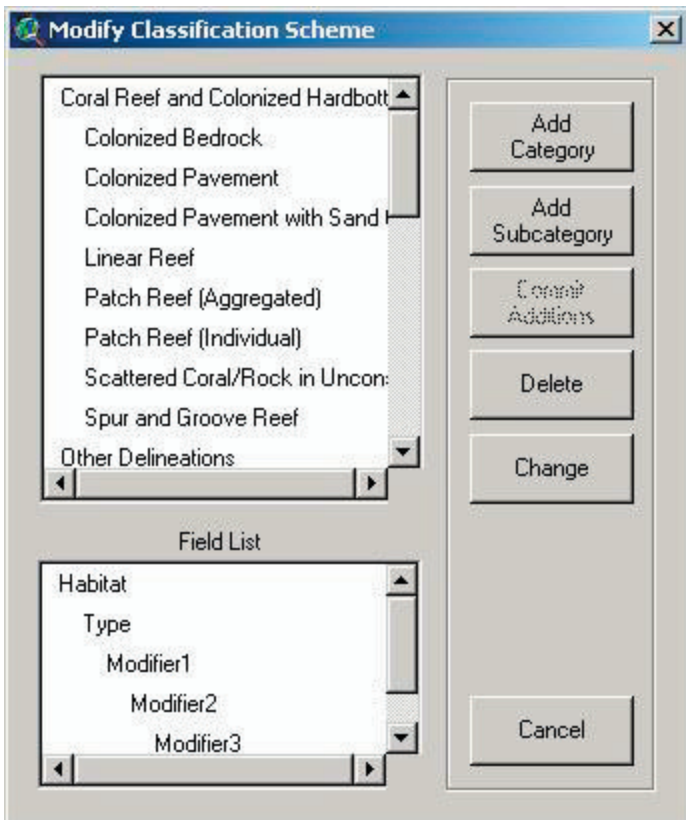 Modify Classification Scheme
Coral Reef and Colonized Hardbott
Colonized Bedrock
Colonized Pavement
Colonized Pavement with Sand
Linear Reef
Patch Reef (Aggregated)
Patch Reef (Individual)
Scattered Coral/Rock in Uncon
Spur and Groove Reef
Other Delineations
Field List
Habitat
Type
Modifier1
Modifier2
Modifier3
Add
Category
Add
Subcategory
Commit
Additions
Delete
Change
Cancel